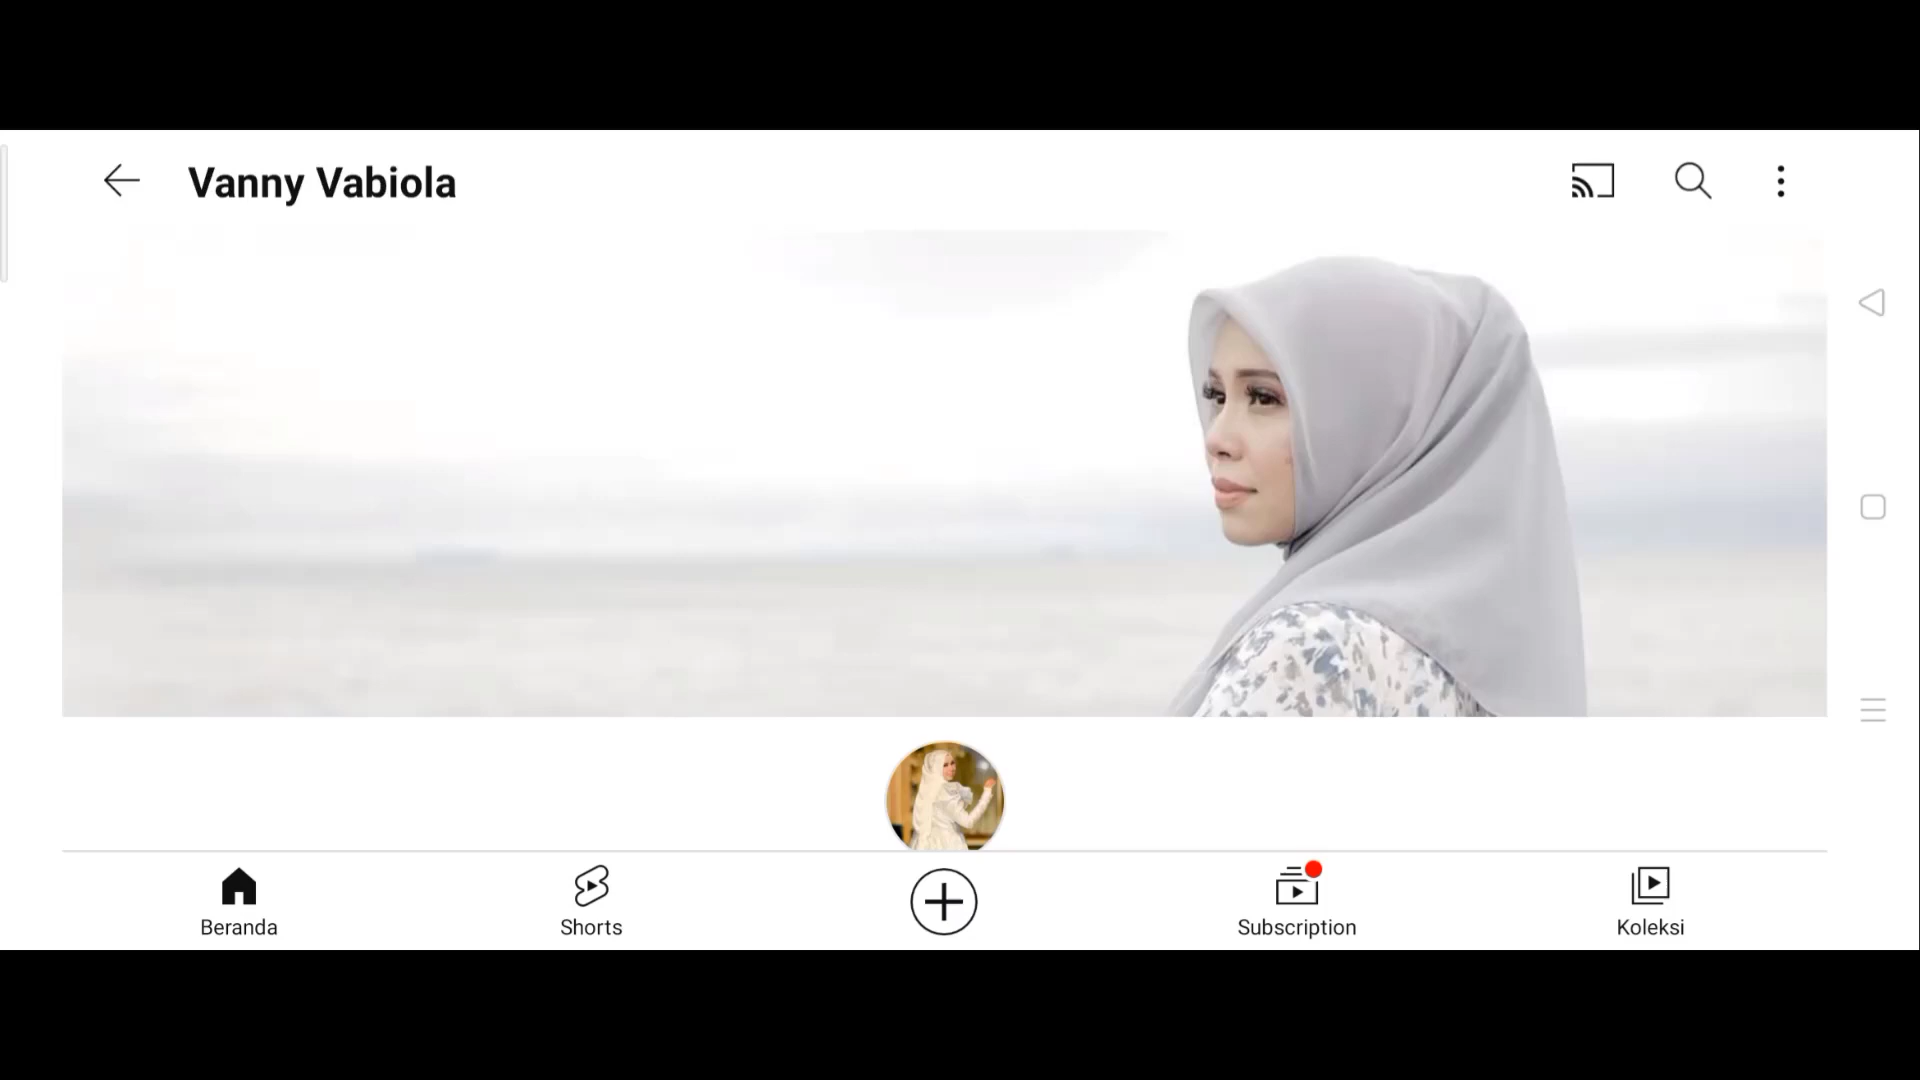 Vanny Vabiola
Beranda
Shorts
Subscription
Koleksi